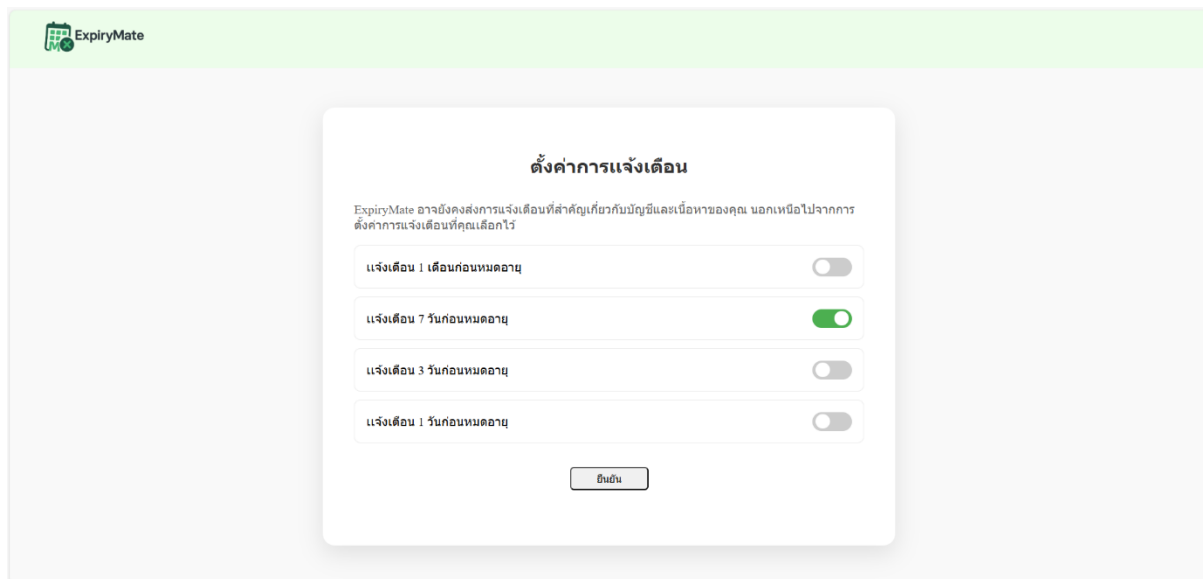 ExpiryMate
ตั้งค่าการแจ้งเตือน
ExpiryMate อาจยังคงส่งการแจ้งเตือนที่สำคัญเกี่ยวกับบัญชีและเนื้อหาของคุณ นอกเหนือไปจากการ
ตั้งค่าการแจ้งเตือนที่คุณเลือกไว้
แจ้งเตือน 1 เดือนก่อนหมดอายุ
แจ้งเตือน 7 วันก่อนหมดอายุ
แจ้งเตือน 3 วันก่อนหมดอายุ
แจ้งเตือน 1 วันก่อนหมดอายุ
ยืนยัน